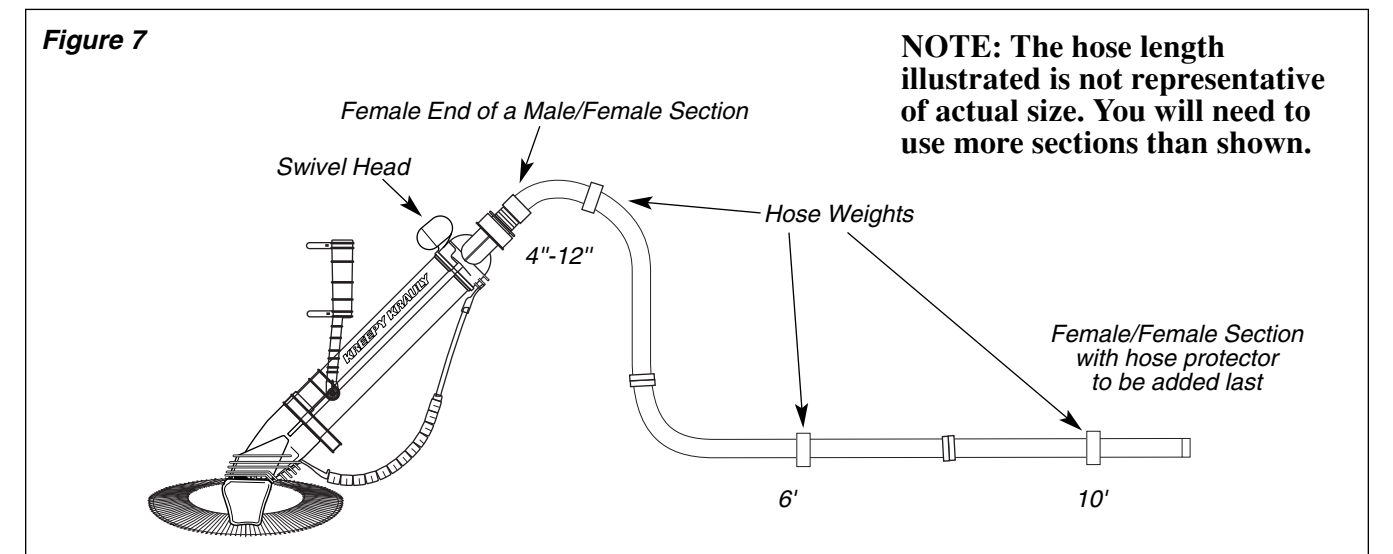 Figure 7
NOTE: The hose length
illustrated is not representative
of actual size. You will need to
use more sections than shown.
Female End of a Male/Female Section
Swivel Head
Hose Weights
4"-12"
KREEPY KRAULY
Female/Female Section
with hose protector
to be added last
6'
10'